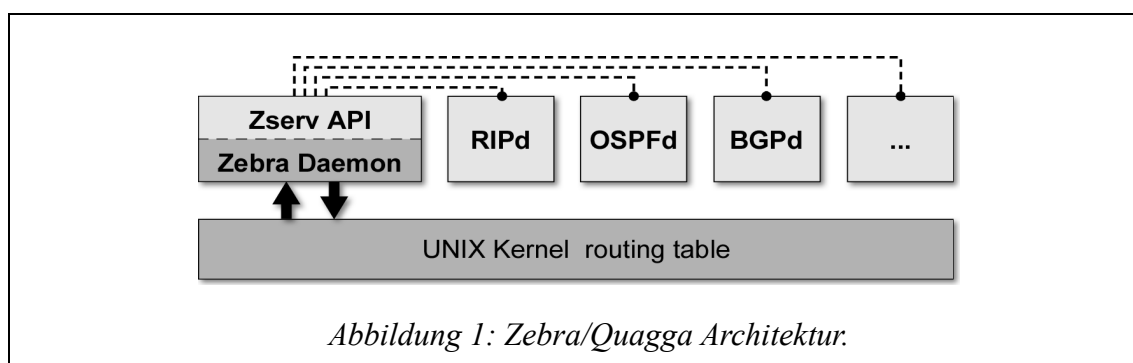 Zserv API
Zebra Daemon
RIPd
OSPFd
BGPd
...
UNIX Kernel routing table
Abbildung 1: Zebra/Quagga Architektur.